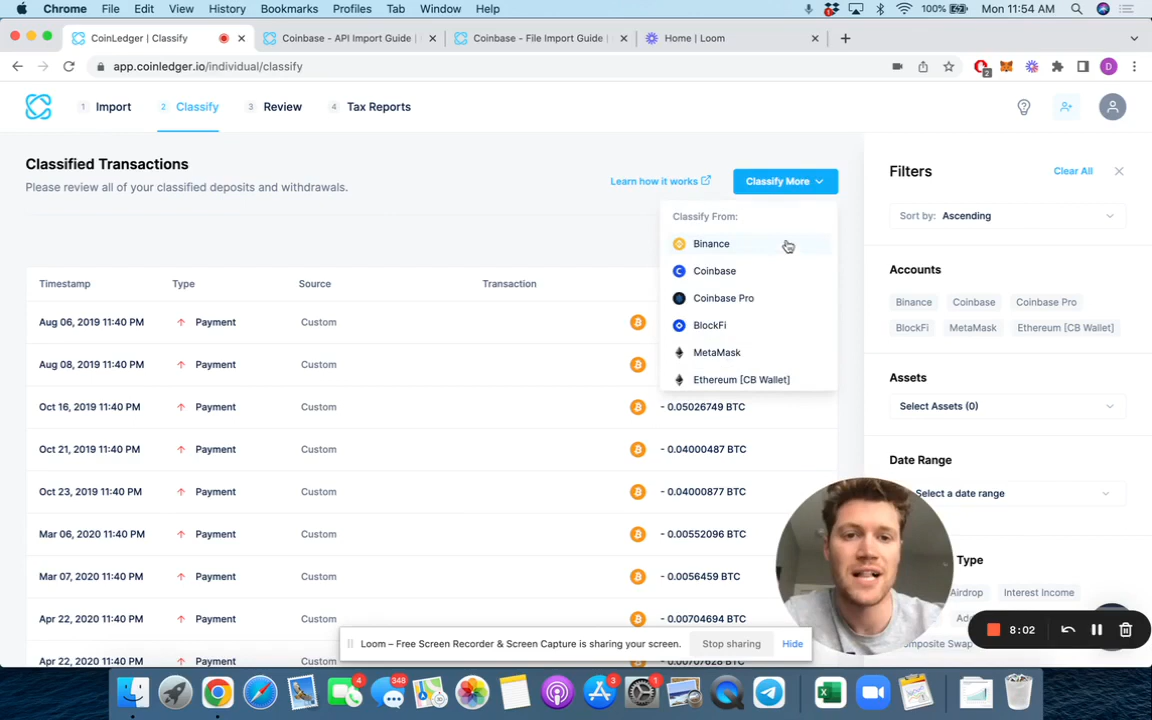 Chrome File Edit View History Bookmarks Profiles Tab Window Help 100% Mon 11:54 AM
CoinLedger | Classify Coinbase - API Import Guide | Coinbase - File Import Guide | Home | Loom
app.coinledger.io/individual/classify
2
D
1 Import 2 Classify 3 Review 4 Tax Reports
Classified Transactions
Please review all of your classified deposits and withdrawals.
Learn how it works
Classify More
Classify From:
Binance
Coinbase
Coinbase Pro
BlockFi
MetaMask
Ethereum [CB Wallet]
Timestamp Type Source Transaction
Aug 06, 2019 11:40 PM Payment Custom
Aug 08, 2019 11:40 PM Payment Custom
Oct 16, 2019 11:40 PM Payment Custom - 0.05026749 BTC
Oct 21, 2019 11:40 PM Payment Custom - 0.04000487 BTC
Oct 23, 2019 11:40 PM Payment Custom - 0.04000877 BTC
Mar 06, 2020 11:40 PM Payment Custom - 0.00552096 BTC
Mar 07, 2020 11:40 PM Payment Custom - 0.0056459 BTC
Apr 22, 2020 11:40 PM Payment Custom - 0.00704694 BTC
Apr 22, 2020 11:40 PM Payment Custom
Filters
Clear All
Sort by: Ascending
Accounts
Binance Coinbase Coinbase Pro
BlockFi MetaMask Ethereum [CB Wallet]
Assets
Select Assets (0)
Date Range
Select a date range
Type
Airdrop Interest Income
Composite Swap
8:02
Loom – Free Screen Recorder & Screen Capture is sharing your screen. Stop sharing Hide
4 348 3 1